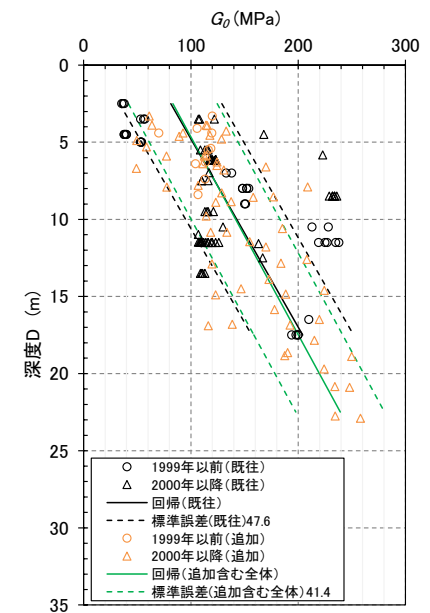 G0(MPa)
0 100 200 300
0
5
10
15
20
25
30
35
深度D (m)
1999年以前(既往)
2000年以降(既往)
回帰(既往)
標準誤差(既往)47.6
1999年以前(追加)
2000年以降(追加)
回帰(追加含む全体)
標準誤差(追加含む全体)41.4